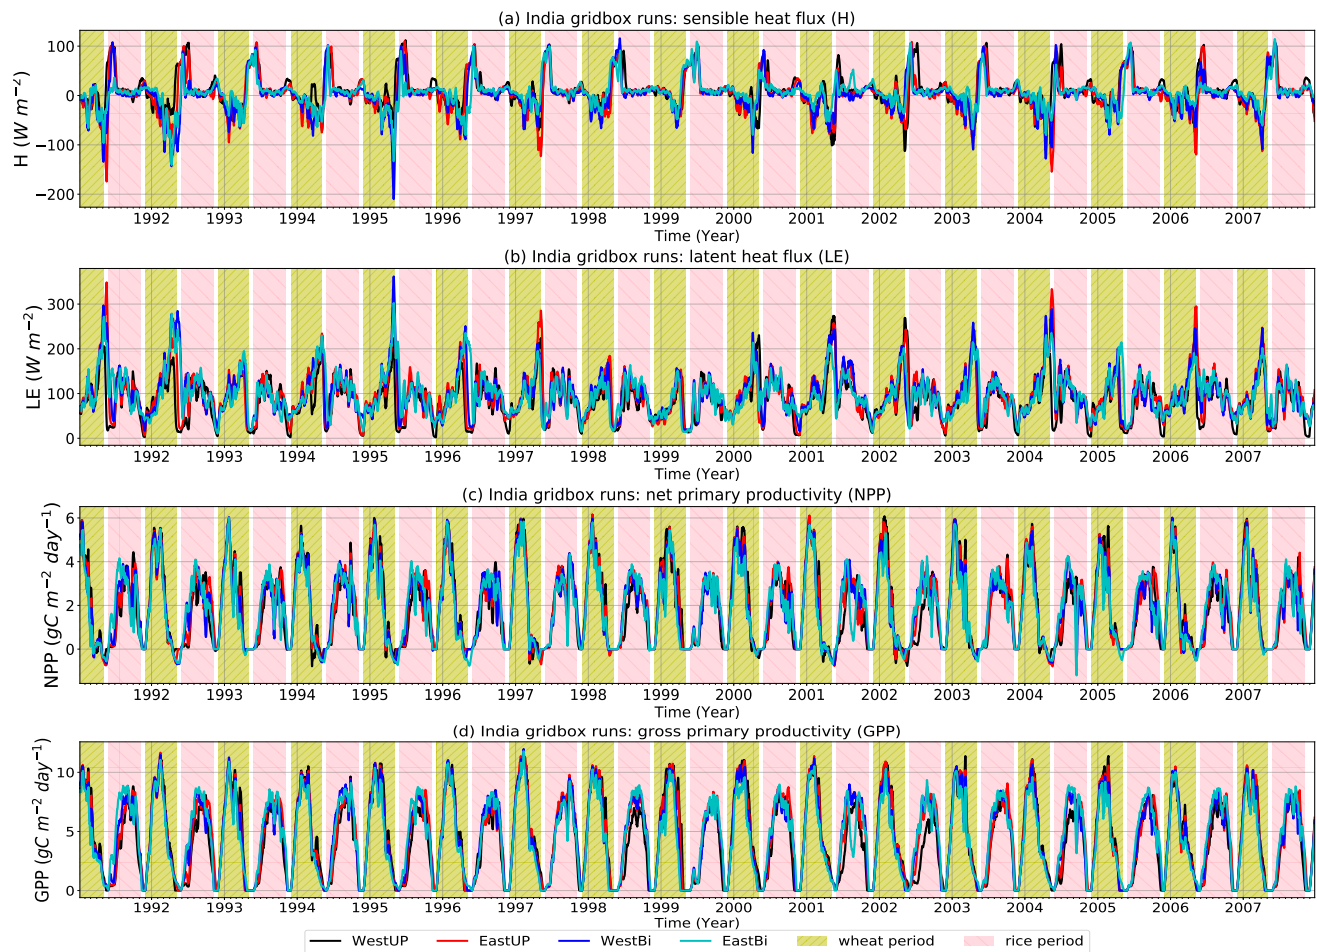 (a) India gridbox runs: sensible heat flux (H)
H (W m⁻²)
100
0
−100
−200
1992 1993 1994 1995 1996 1997 1998 1999 2000 2001 2002 2003 2004 2005 2006 2007
Time (Year)
(b) India gridbox runs: latent heat flux (LE)
LE (W m⁻²)
300
200
100
0
1992 1993 1994 1995 1996 1997 1998 1999 2000 2001 2002 2003 2004 2005 2006 2007
Time (Year)
(c) India gridbox runs: net primary productivity (NPP)
NPP (gC m⁻² day⁻¹)
6
4
2
0
1992 1993 1994 1995 1996 1997 1998 1999 2000 2001 2002 2003 2004 2005 2006 2007
Time (Year)
(d) India gridbox runs: gross primary productivity (GPP)
GPP (gC m⁻² day⁻¹)
10
5
0
1992 1993 1994 1995 1996 1997 1998 1999 2000 2001 2002 2003 2004 2005 2006 2007
Time (Year)
WestUP EastUP WestBi EastBi wheat period rice period